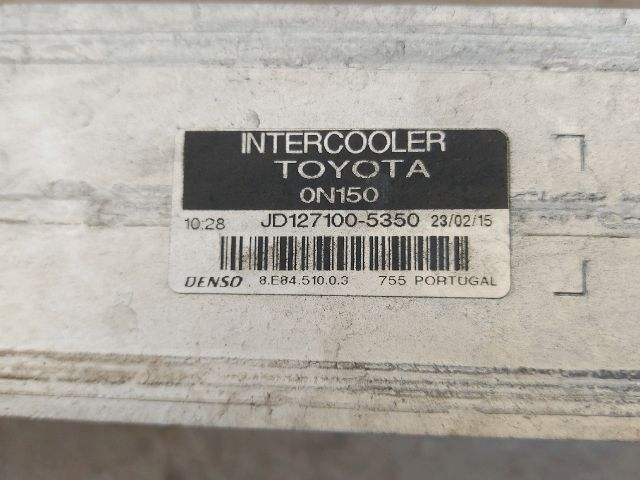 INTERCOOLER
TOYOTA
0N150
10:28 JD127100-5350 23/02/15
DENSO 8.E84.510.0.3 755 PORTUGAL